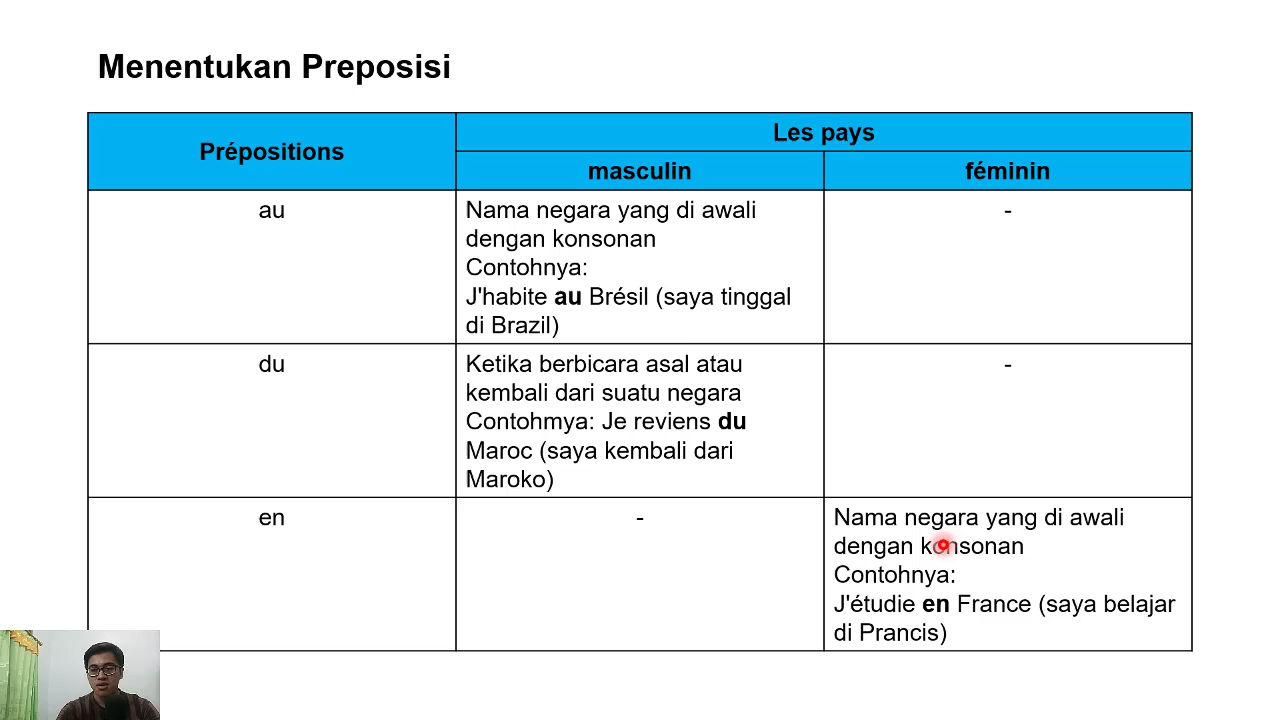 Menentukan Preposisi
Prépositions
Les pays
masculin
féminin
au
Nama negara yang di awali
dengan konsonan
Contohnya:
J'habite au Brésil (saya tinggal
di Brazil)
-
du
Ketika berbicara asal atau
kembali dari suatu negara
Contohmya: Je reviens du
Maroc (saya kembali dari
Maroko)
-
en
-
Nama negara yang di awali
dengan konsonan
Contohnya:
J'étudie en France (saya belajar
di Prancis)